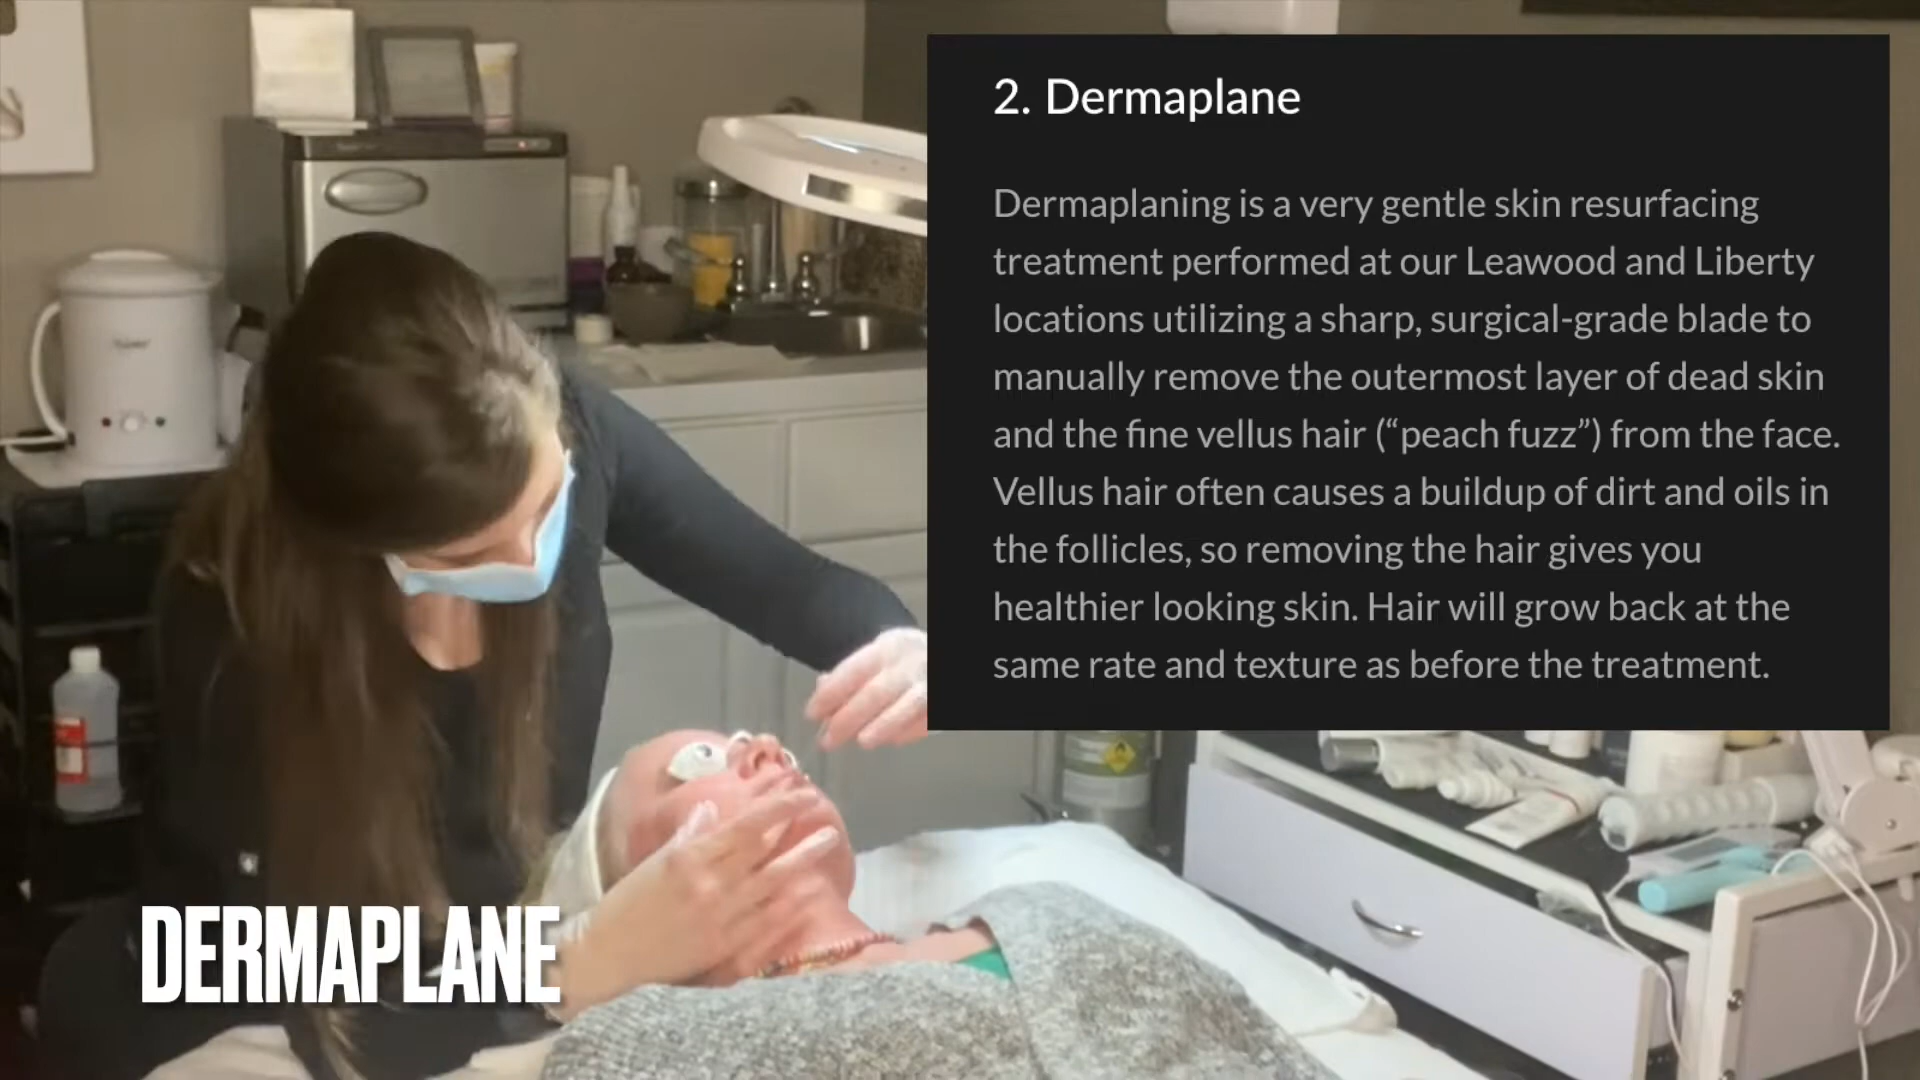 2. Dermaplane
Dermaplaning is a very gentle skin resurfacing
treatment performed at our Leawood and Liberty
locations utilizing a sharp, surgical-grade blade to
manually remove the outermost layer of dead skin
and the fine vellus hair (“peach fuzz”) from the face.
Vellus hair often causes a buildup of dirt and oils in
the follicles, so removing the hair gives you
healthier looking skin. Hair will grow back at the
same rate and texture as before the treatment.
DERMAPLANE